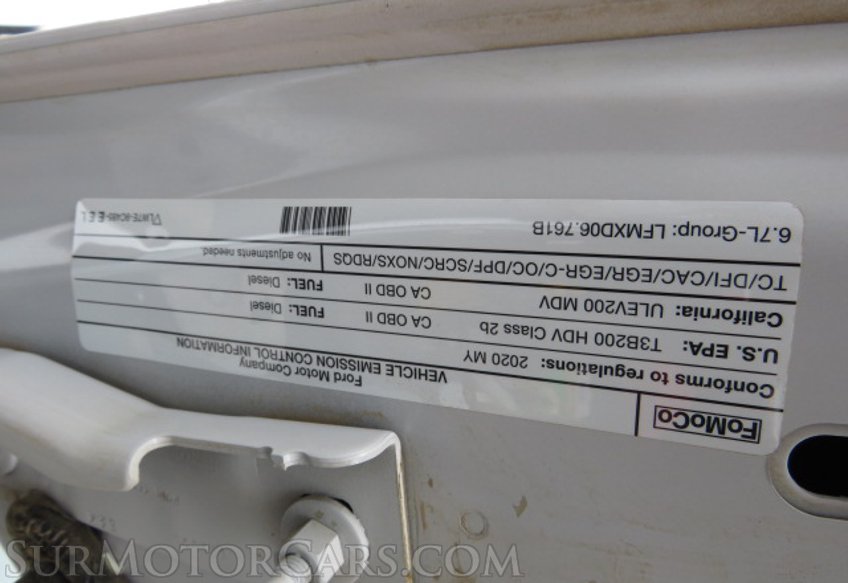 FoMoCo
Ford Motor Company
VEHICLE EMISSION CONTROL INFORMATION
Conforms to regulations: 2020 MY
U.S. EPA: T3B200 HDV Class 2b CA OBD II FUEL: Diesel
California: ULEV200 MDV CA OBD II FUEL: Diesel
TC/DFI/CAC/EGR/EGR-C/OC/DPF/SCRC/NOXS/RDQS No adjustments needed.
6.7L-Group: LFMXD06.761B
SurMotorCars.com